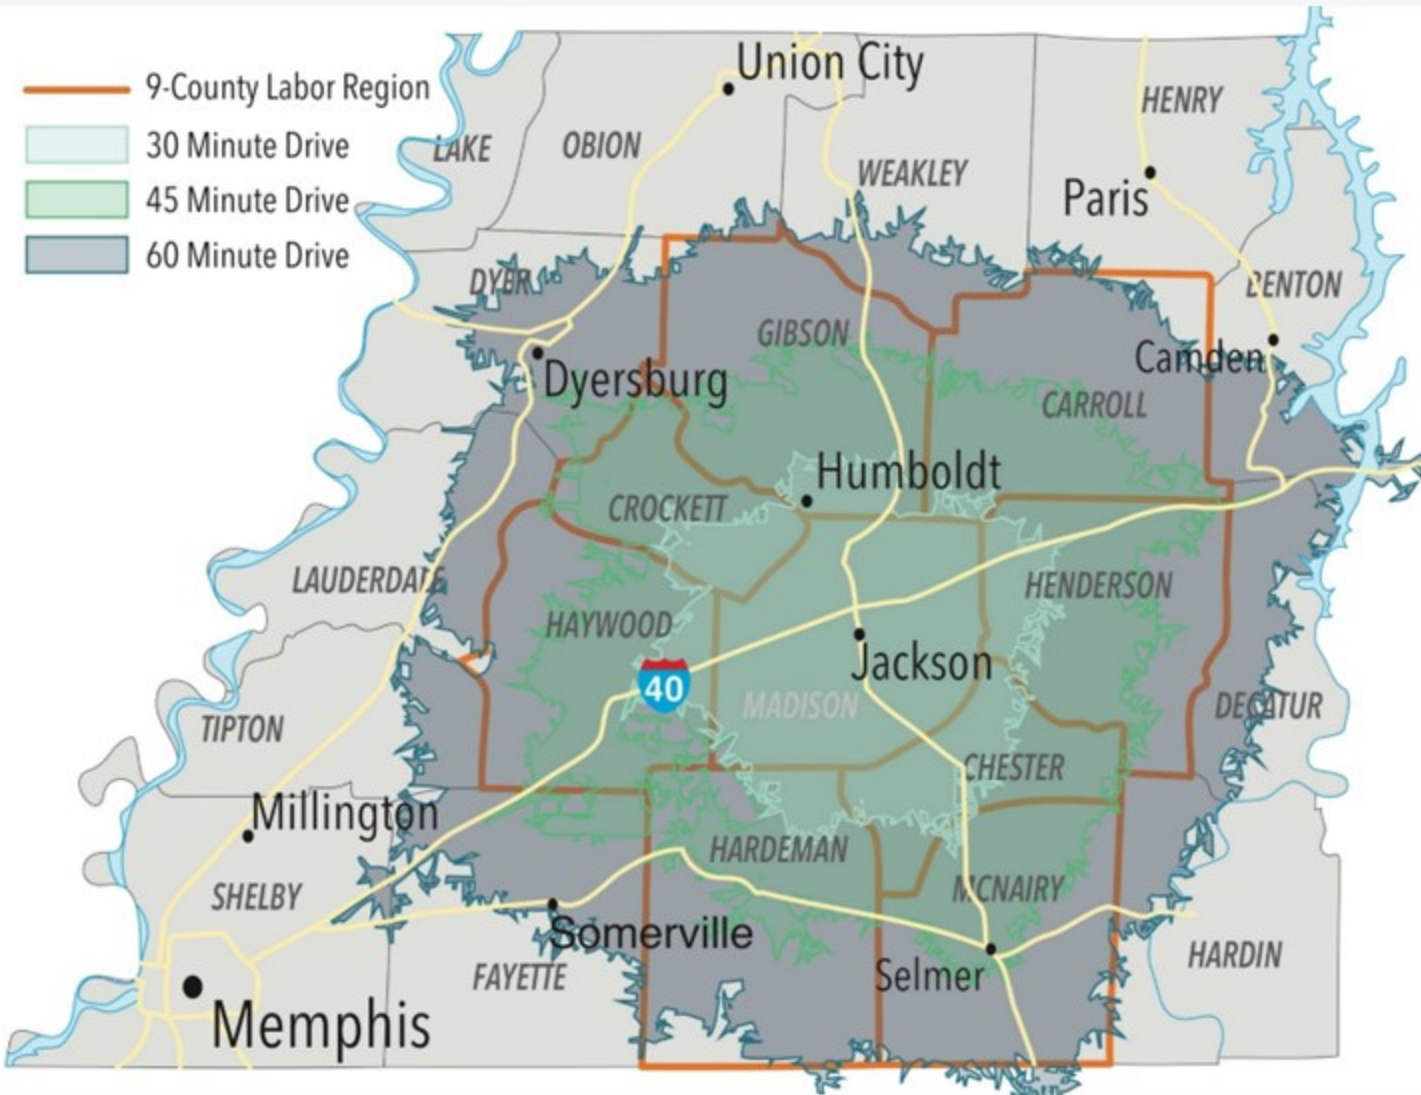 9-County Labor Region
30 Minute Drive
45 Minute Drive
60 Minute Drive
Union City
HENRY
LAKE
OBION
WEAKLEY
Paris
DYER
BENTON
GIBSON
Camden
Dyersburg
CARROLL
Humboldt
CROCKETT
LAUDERDALE
HENDERSON
HAYWOOD
Jackson
40
MADISON
DECATUR
TIPTON
CHESTER
Millington
HARDEMAN
SHELBY
MCNAIRY
Somerville
HARDIN
FAYETTE
Selmer
Memphis